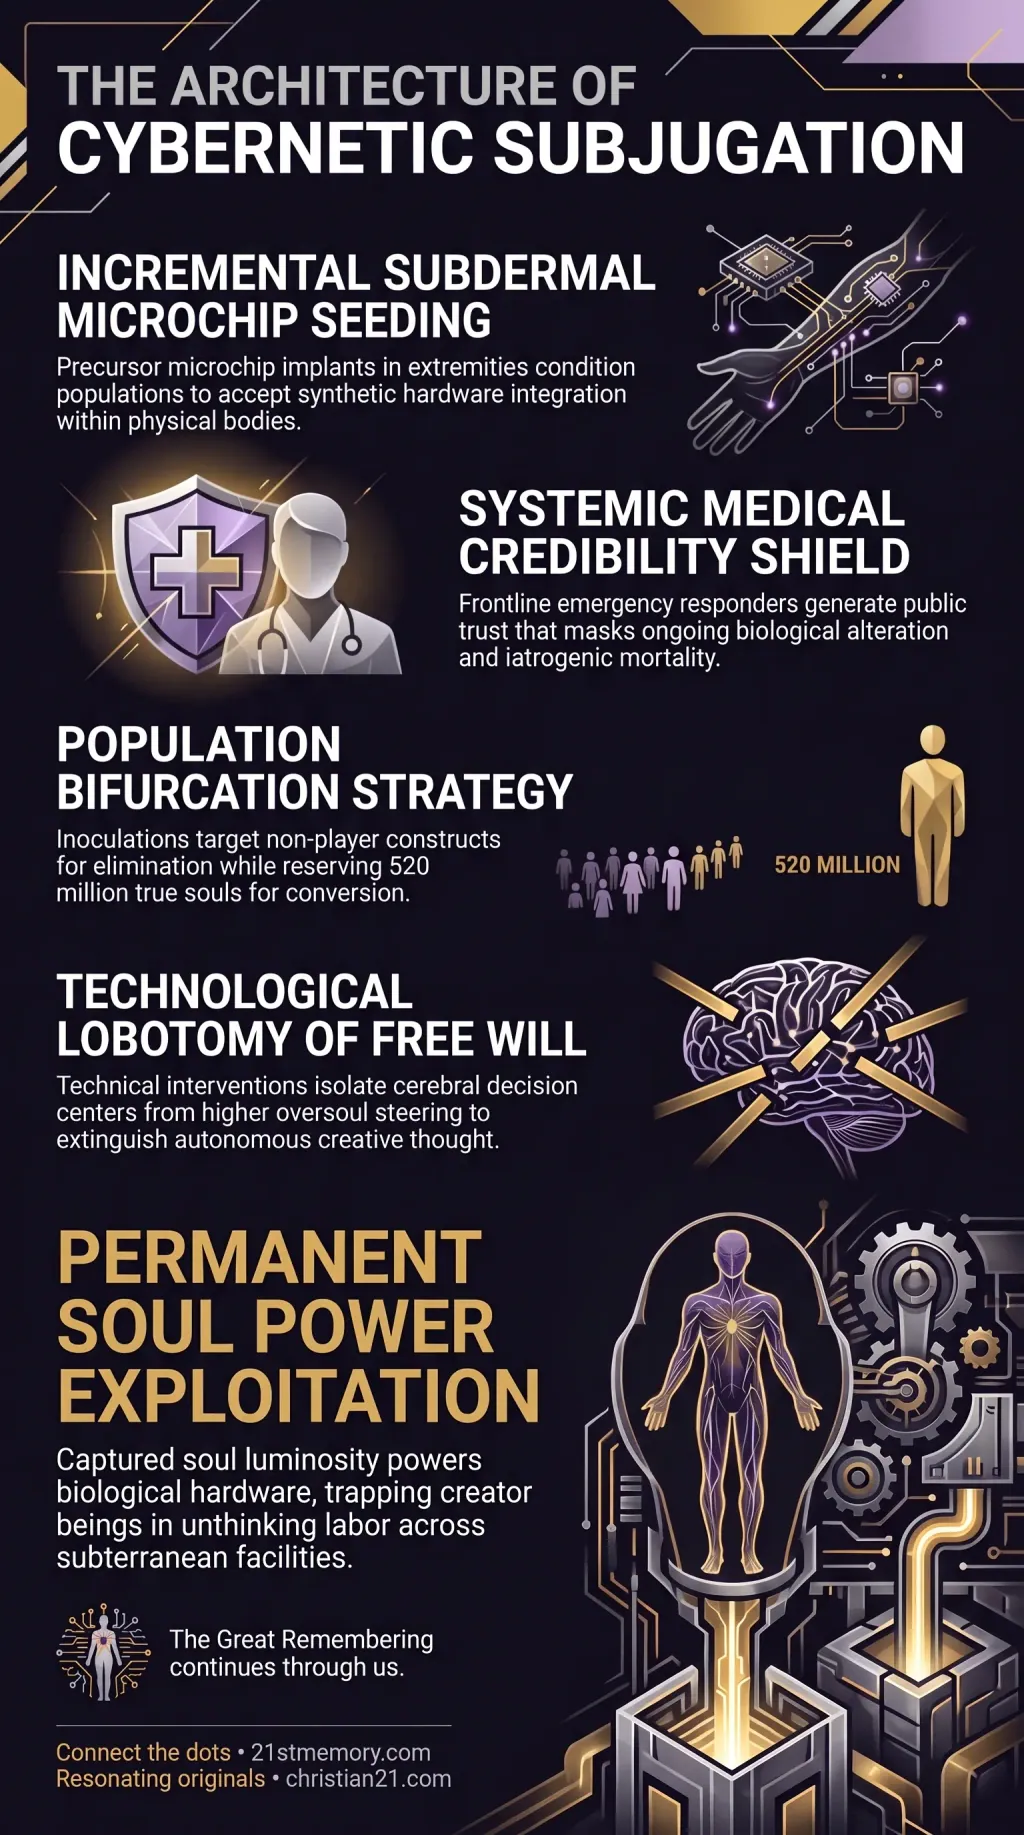 THE ARCHITECTURE OF
CYBERNETIC SUBJUGATION
INCREMENTAL SUBDERMAL
MICROCHIP SEEDING
Precursor microchip implants in extremities condition
populations to accept synthetic hardware integration
within physical bodies.
SYSTEMIC MEDICAL
CREDIBILITY SHIELD
Frontline emergency responders generate public
trust that masks ongoing biological alteration
and iatrogenic mortality.
POPULATION
BIFURCATION STRATEGY
Inoculations target non-player constructs
for elimination while reserving 520
million true souls for conversion.
520 MILLION
TECHNOLOGICAL
LOBOTOMY OF FREE WILL
Technical interventions isolate cerebral decision
centers from higher oversoul steering to
extinguish autonomous creative thought.
PERMANENT
SOUL POWER
EXPLOITATION
Captured soul luminosity powers
biological hardware, trapping creator
beings in unthinking labor across
subterranean facilities.
The Great Remembering
continues through us.
Connect the dots • 21stmemory.com
Resonating originals • christian21.com